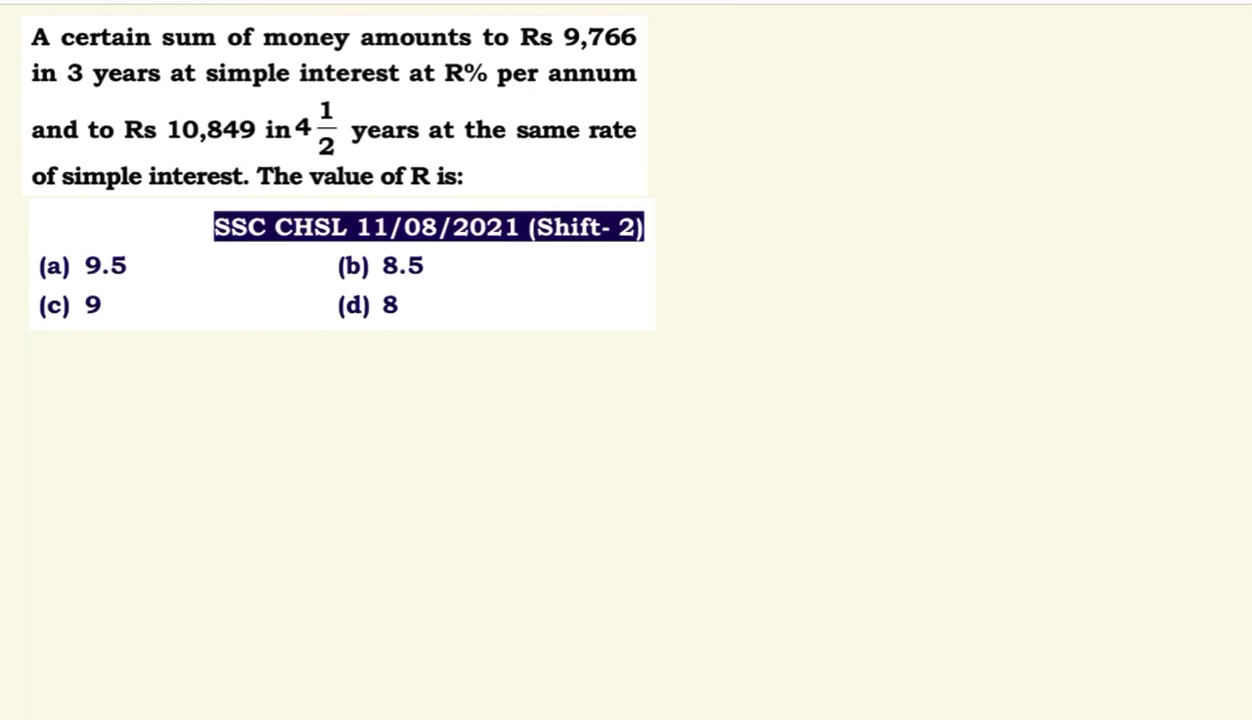 A certain sum of money amounts to Rs 9,766
in 3 years at simple interest at R% per annum
and to Rs 10,849 in 4 1/2 years at the same rate
of simple interest. The value of R is:
SSC CHSL 11/08/2021 (Shift- 2)
(a) 9.5 (b) 8.5
(c) 9 (d) 8